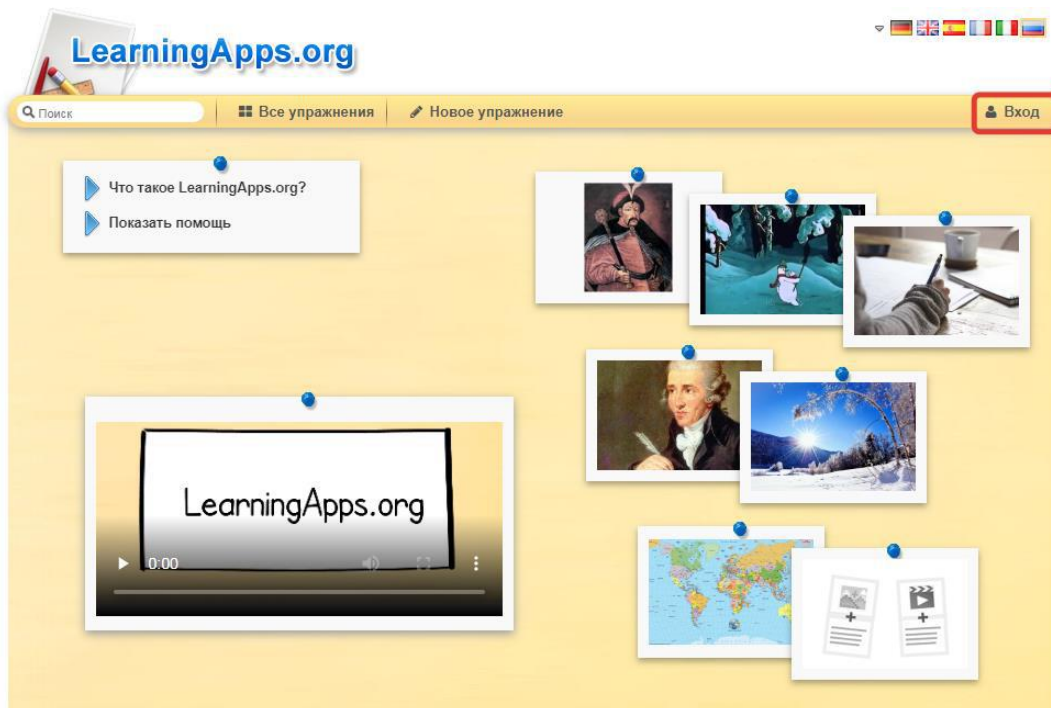 LearningApps.org
Поиск
Все упражнения
Новое упражнение
Вход
Что такое LearningApps.org?
Показать помощь
LearningApps.org
0:00